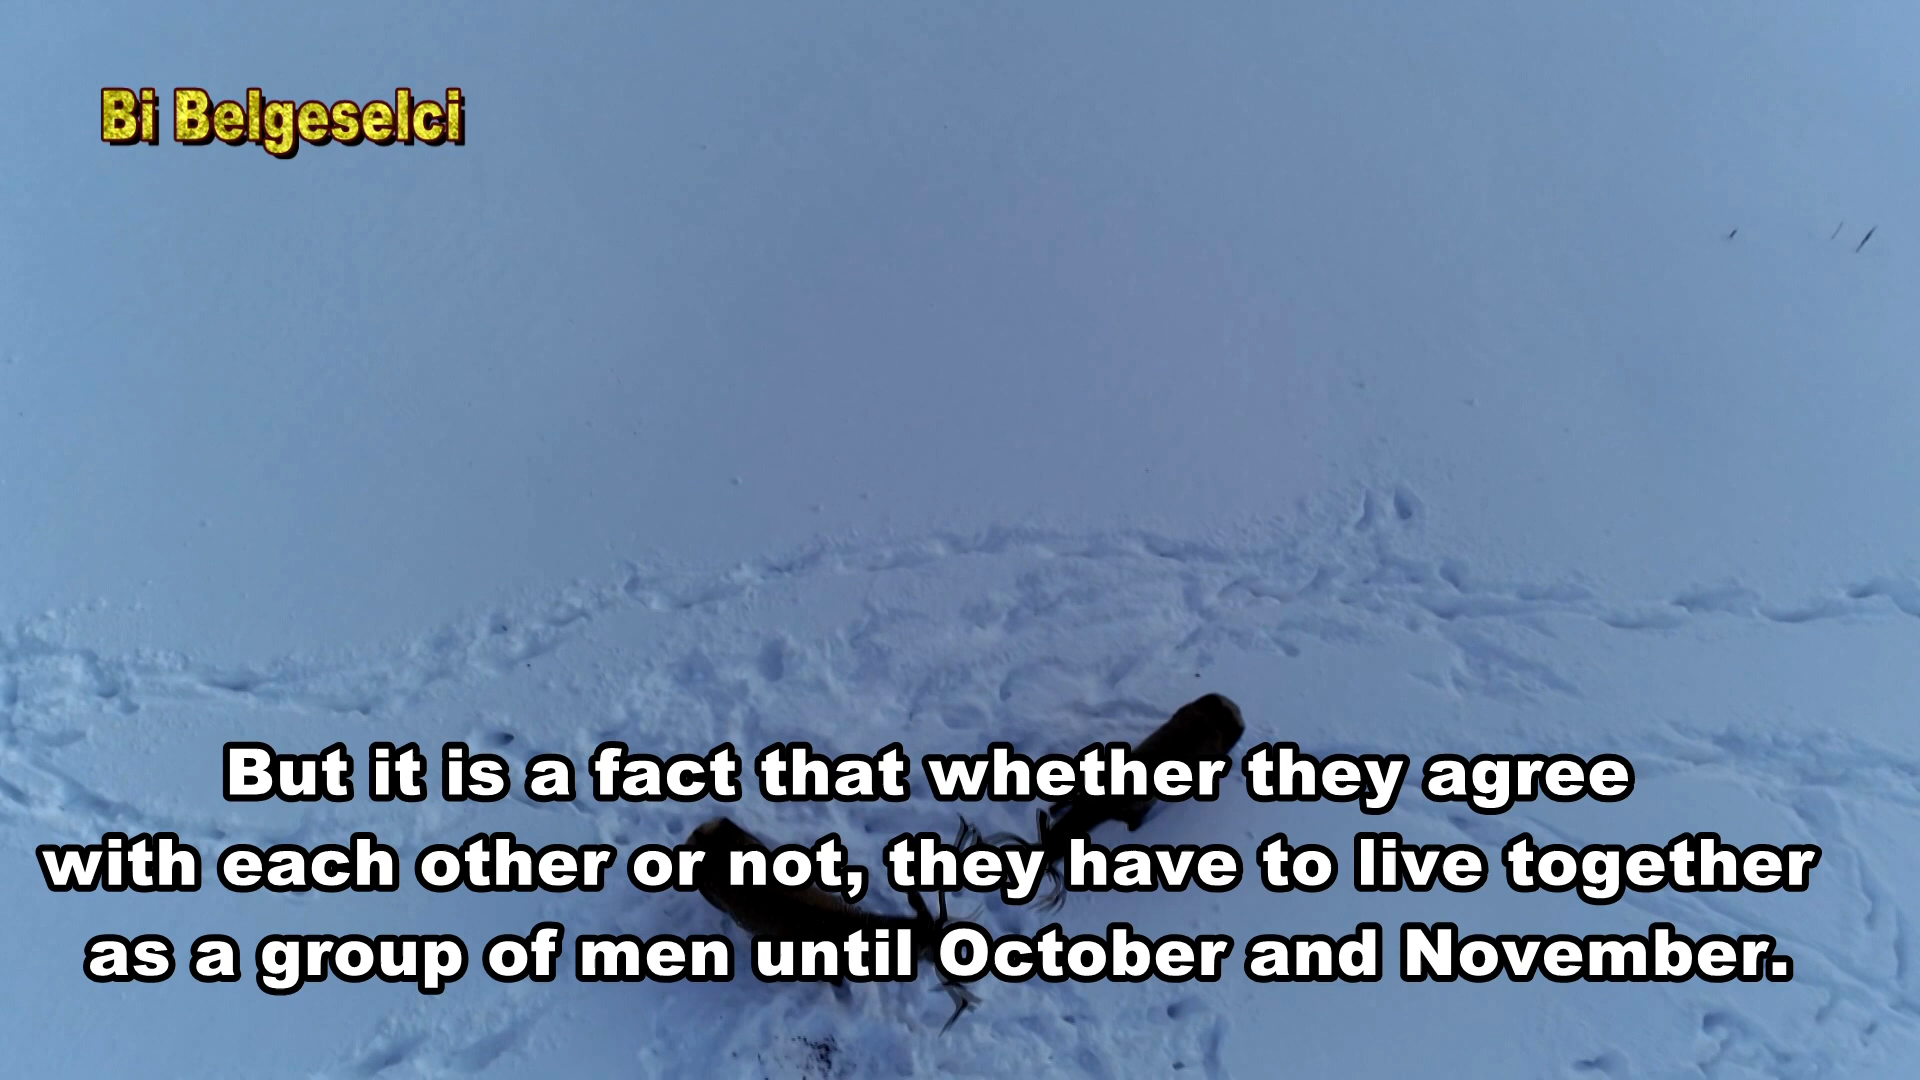 Bi Belgeselci
But it is a fact that whether they agree
with each other or not, they have to live together
as a group of men until October and November.